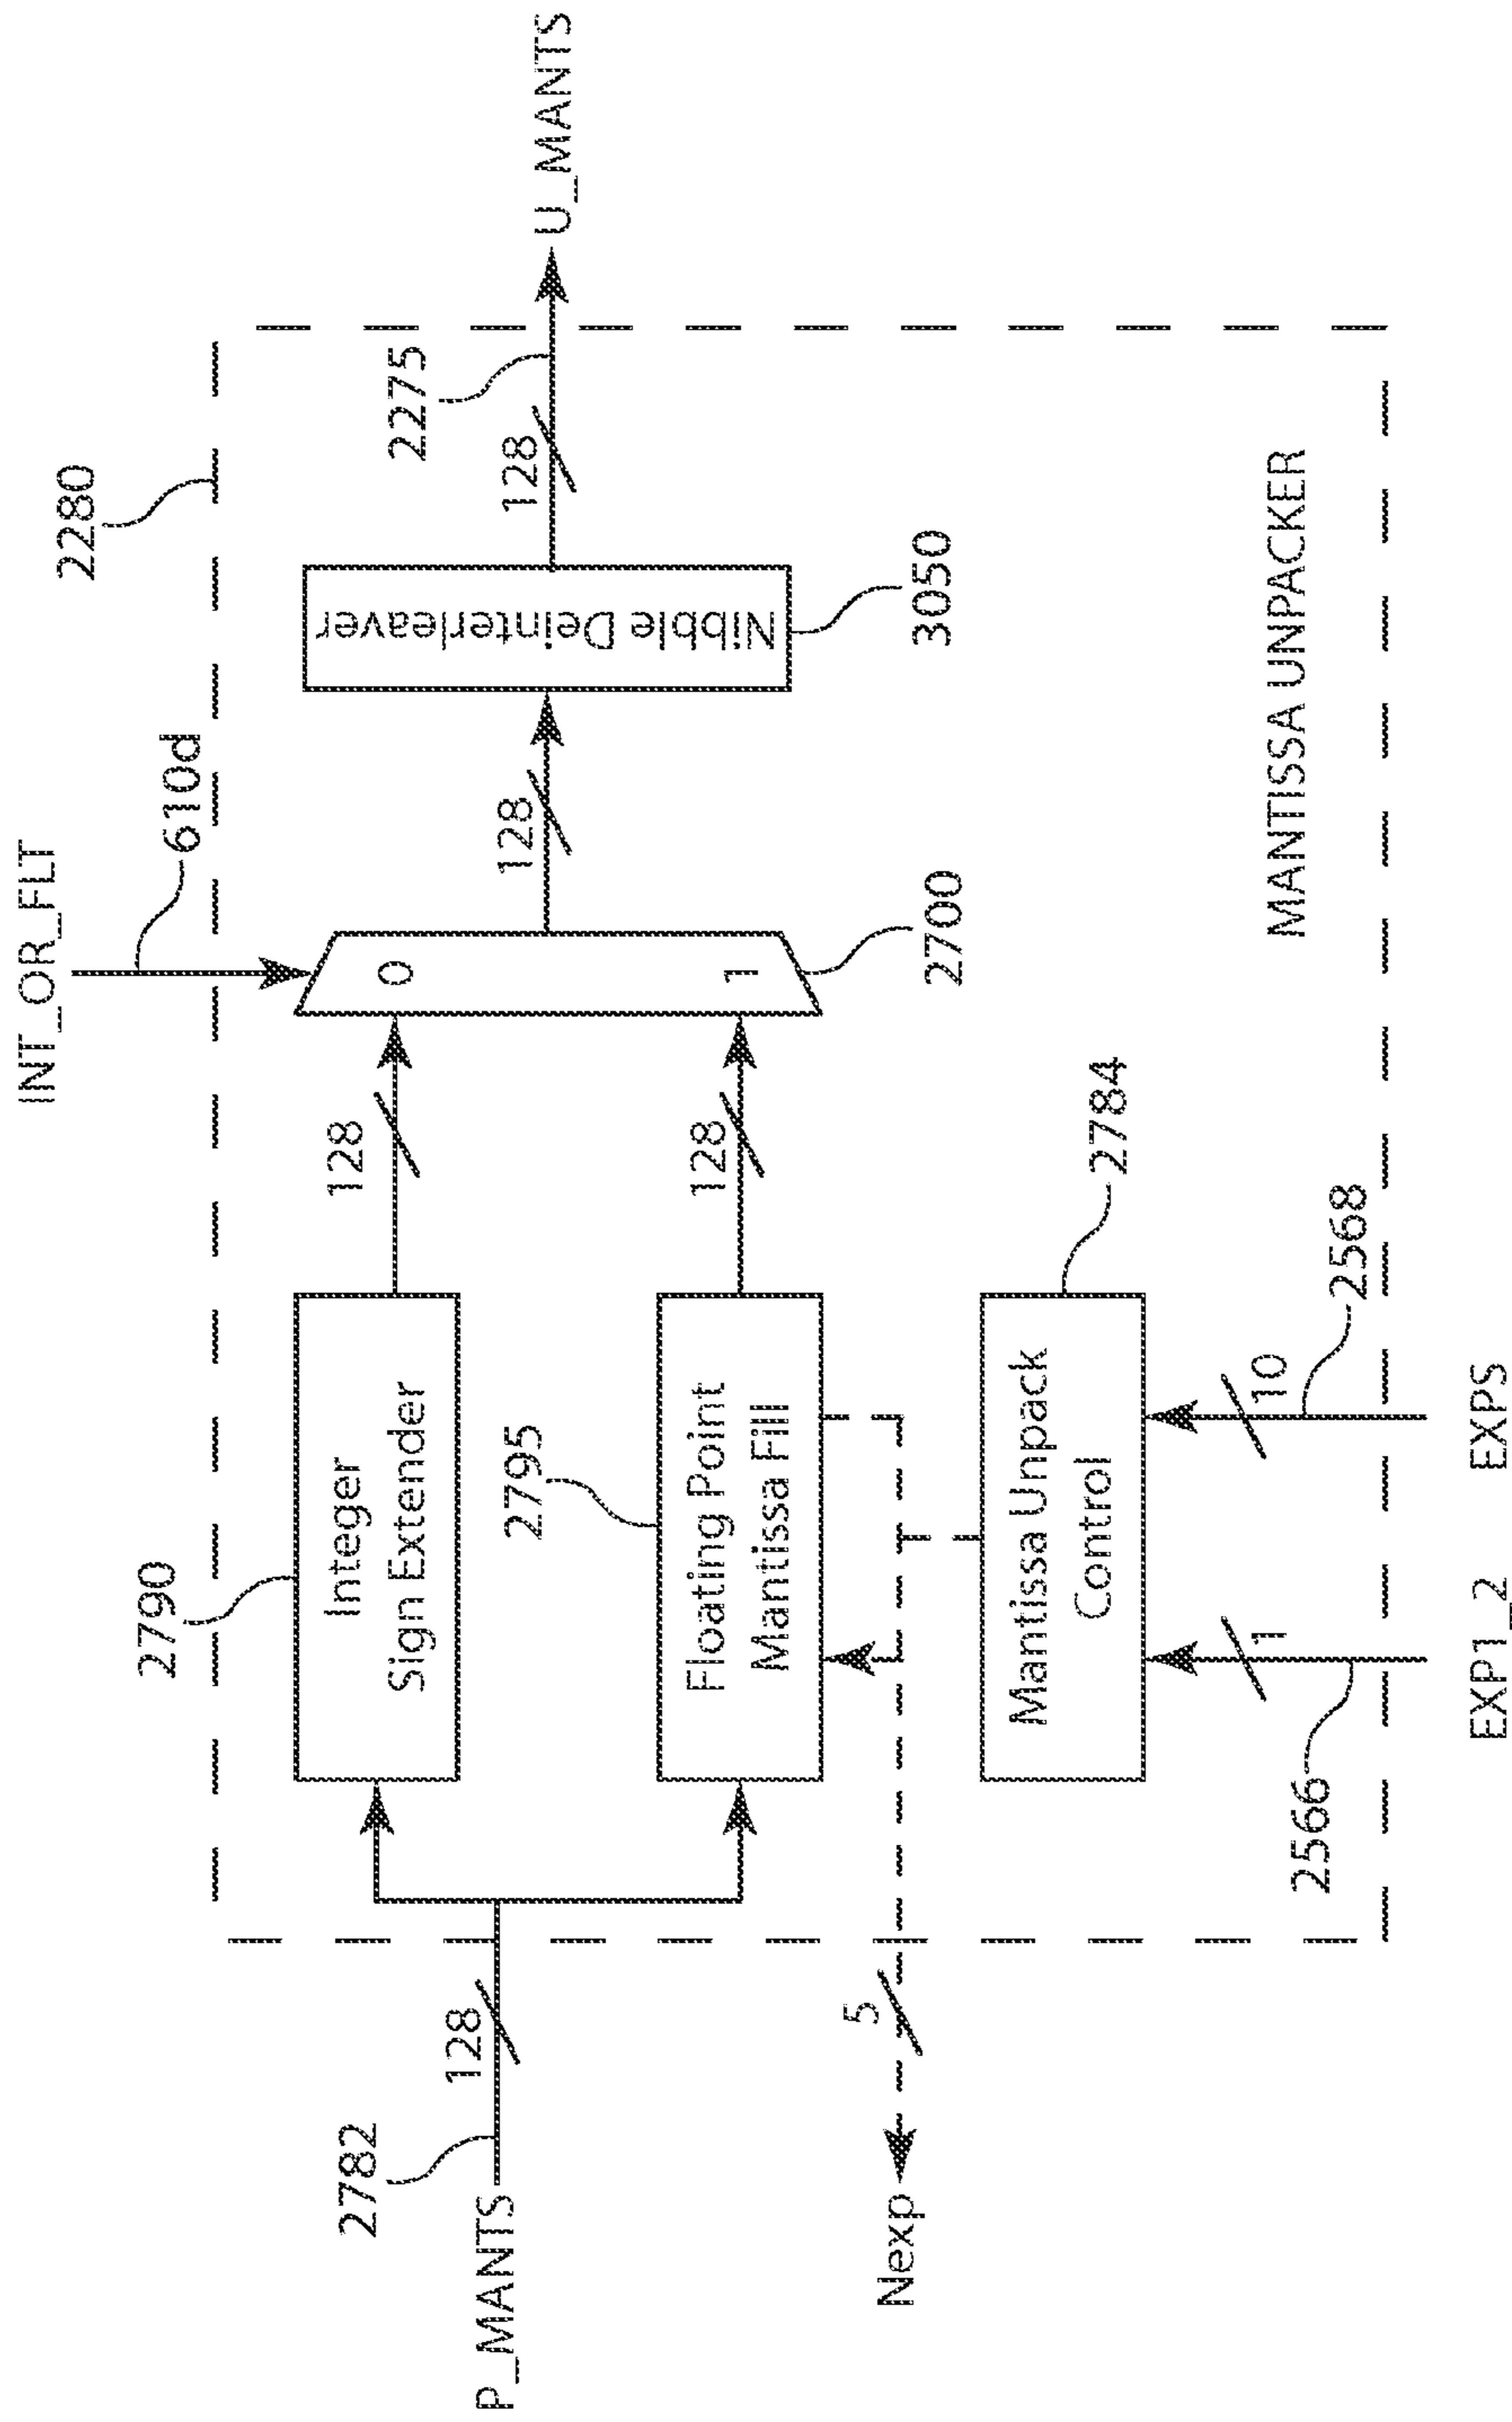 INT_OR_FLT
610d
2280
2790
Integer
Sign Extender
128
0
2782
128
P_MANTS
128
Nibble Deinterleaver
128
2275
U_MANTS
2795
Floating Point
Mantissa Fill
128
1
2700
3050
5
Nexp
Mantissa Unpack
Control
2784
2566
1
10
2568
MANTISSA UNPACKER
EXP1_2
EXPS